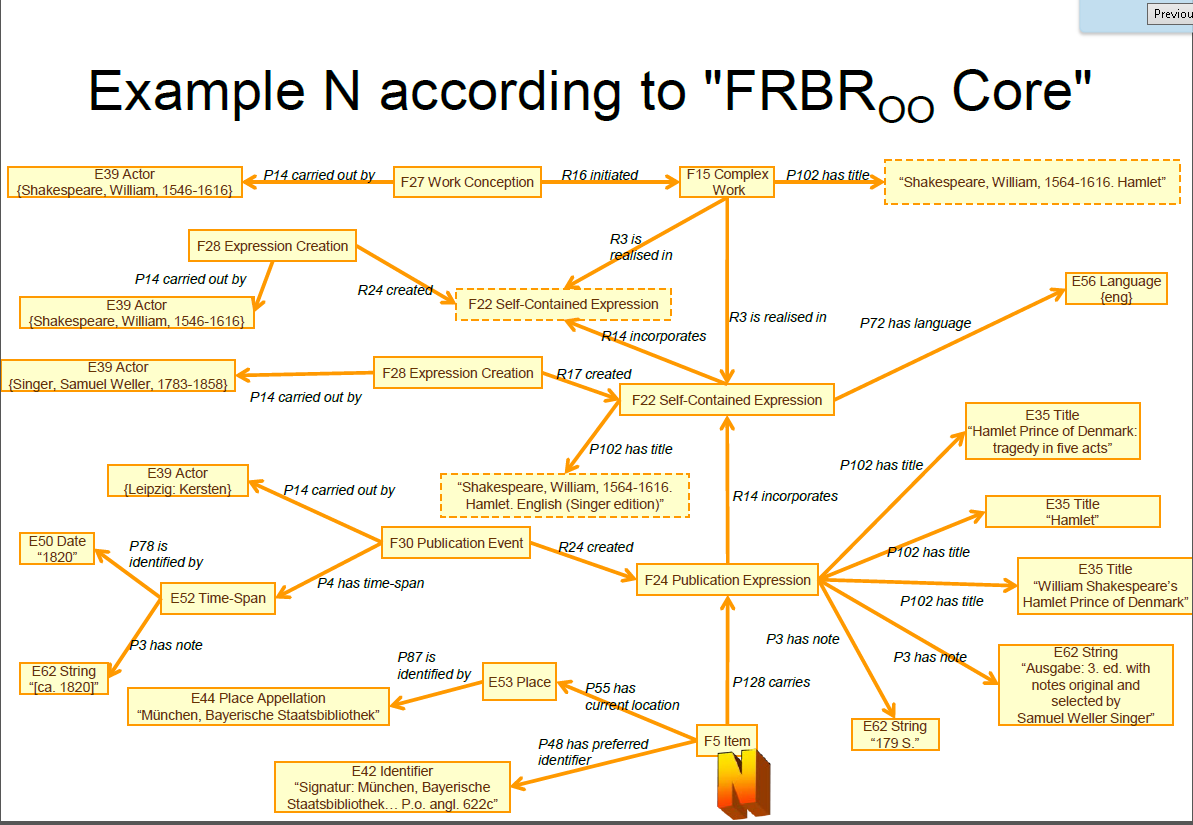 Previou
Example N according to "FRBROO Core"
E39 Actor
{Shakespeare, William, 1546-1616}
P14 carried out by
F27 Work Conception
R16 initiated
F15 Complex
Work
P102 has title
“Shakespeare, William, 1564-1616. Hamlet”
F28 Expression Creation
P14 carried out by
E39 Actor
{Shakespeare, William, 1546-1616}
R24 created
R3 is
realised in
F22 Self-Contained Expression
R14 incorporates
R3 is realised in
P72 has language
E56 Language
{eng}
E39 Actor
{Singer, Samuel Weller, 1783-1858}
P14 carried out by
F28 Expression Creation
R17 created
F22 Self-Contained Expression
P102 has title
“Shakespeare, William, 1564-1616.
Hamlet. English (Singer edition)”
R14 incorporates
E39 Actor
{Leipzig: Kersten}
P14 carried out by
F30 Publication Event
R24 created
F24 Publication Expression
E50 Date
“1820”
P78 is
identified by
P4 has time-span
E52 Time-Span
P3 has note
E62 String
“[ca. 1820]”
P102 has title
E35 Title
“Hamlet Prince of Denmark:
tragedy in five acts”
P102 has title
E35 Title
“Hamlet”
P102 has title
E35 Title
“William Shakespeare’s
Hamlet Prince of Denmark”
P3 has note
E62 String
“Ausgabe: 3. ed. with
notes original and
selected by
Samuel Weller Singer”
P3 has note
E62 String
“179 S.”
P128 carries
P87 is
identified by
E53 Place
P55 has
current location
E44 Place Appellation
“München, Bayerische Staatsbibliothek”
F5 Item
N
P48 has preferred
identifier
E42 Identifier
“Signatur: München, Bayerische
Staatsbibliothek… P.o. angl. 622c”